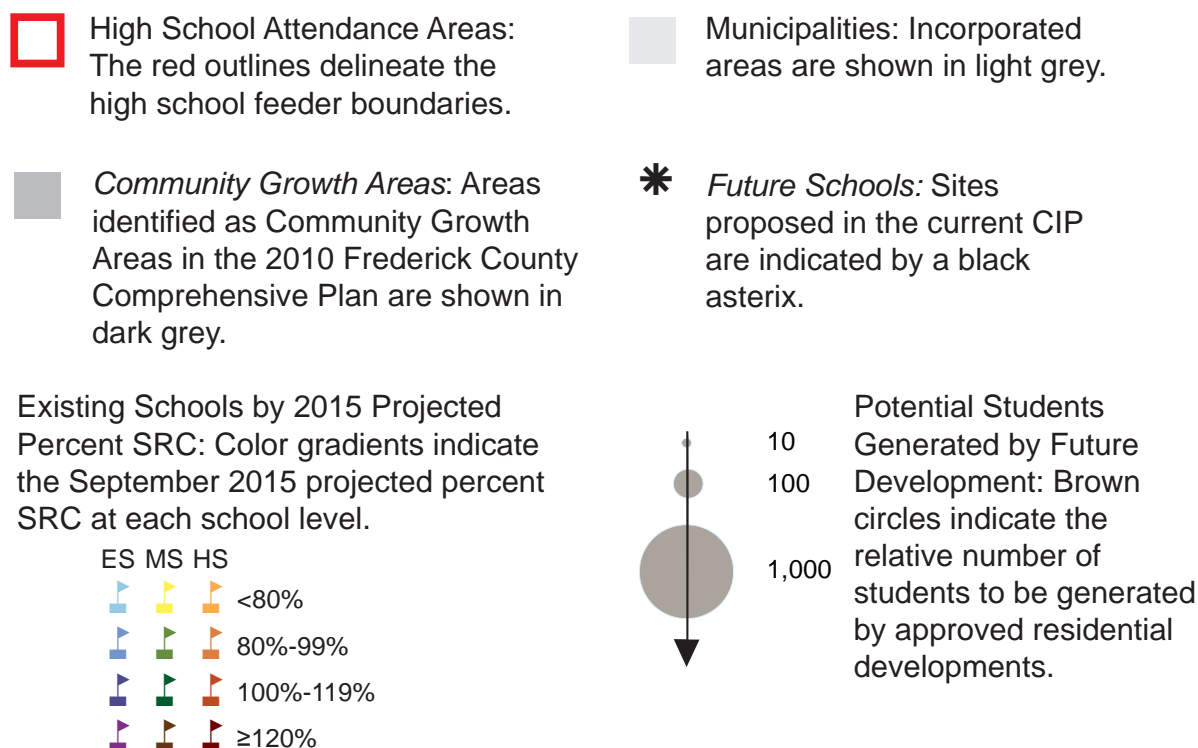 High School Attendance Areas:
The red outlines delineate the
high school feeder boundaries.
Municipalities: Incorporated
areas are shown in light grey.
Community Growth Areas: Areas
identified as Community Growth
Areas in the 2010 Frederick County
Comprehensive Plan are shown in
dark grey.
Future Schools: Sites
proposed in the current CIP
are indicated by a black
asterix.
Existing Schools by 2015 Projected
Percent SRC: Color gradients indicate
the September 2015 projected percent
SRC at each school level.
ES MS HS
<80%
80%-99%
100%-119%
≥120%
10
100
1,000
Potential Students
Generated by Future
Development: Brown
circles indicate the
relative number of
students to be generated
by approved residential
developments.